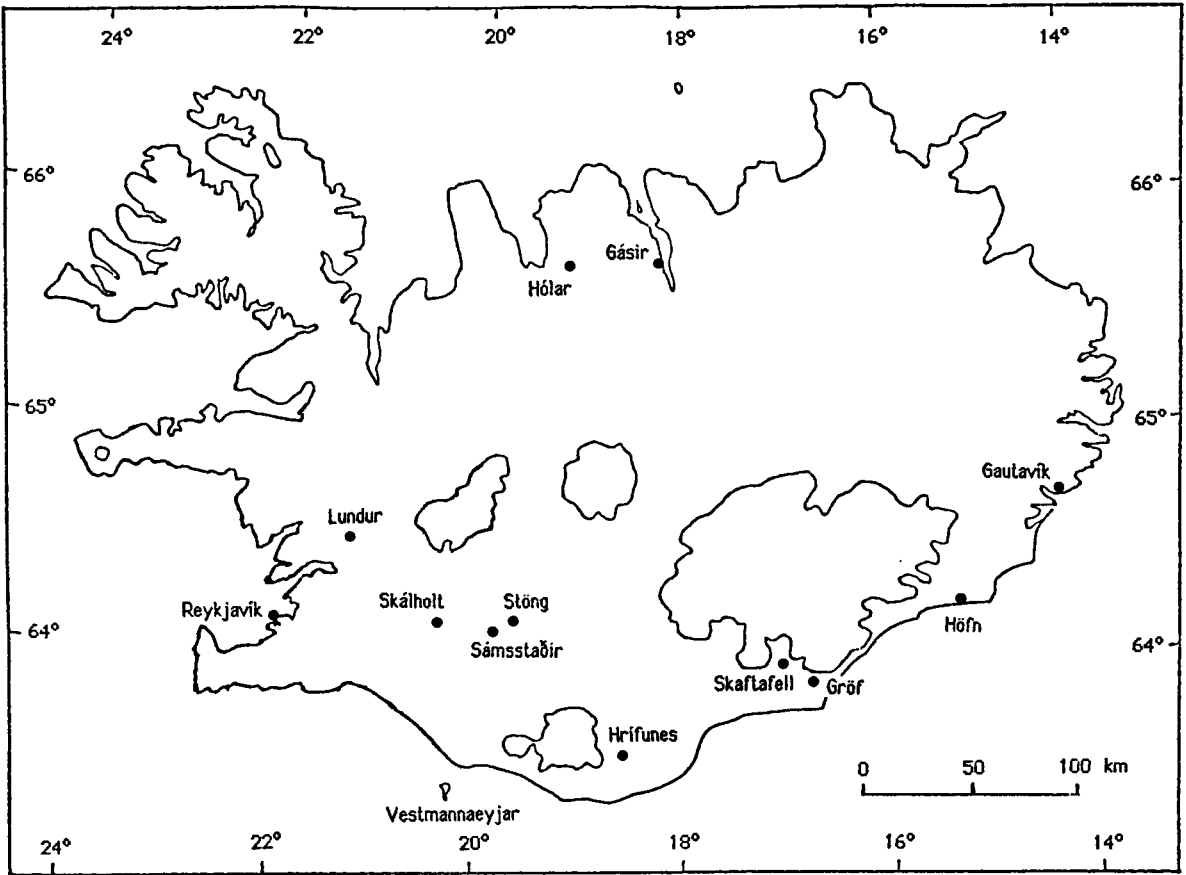 24° 22° 20° 18° 16° 14°
66° 66°
Gásir
Hólar
65° 65°
Gautavík
Lundur
Skálholt Stöng
Reykjavík
Höfn
64° 64°
Sámsstaðir
Skaftafell Gröf
Hrífunes
0 50 100 km
Vestmannaeyjar
24° 22° 20° 18° 16° 14°